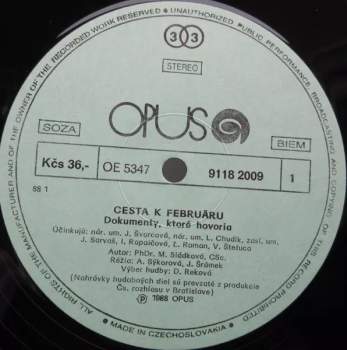 ALL RIGHTS OF THE MANUFACTURER AND OF THE OWNER OF THE RECORDED WORK RESERVED • UNAUTHORIZED PUBLIC PERFORMANCE, BROADCASTING AND COPYING OF THIS RECORD PROHIBITED
33
STEREO
OPUS
SOZA
BIEM
Kčs 36,-
OE 5347
9118 2009
1
88 1
CESTA K FEBRUÁRU
Dokumenty, ktoré hovoria
Účinkujú: nár. um. J. Švorcová, nár. um. L. Chudík, zasl. um.
J. Sarvaš, I. Rapaičová, L. Roman, V. Štefuca
Autor: PhDr. M. Sládková, CSc.
Réžia: A. Sýkorová, J. Šrámek
Výber hudby: D. Reková
(Nahrávky hudobných diel sú prevzaté z produkcie
Čs. rozhlasu v Bratislave)
Ⓟ 1988 OPUS
• MADE IN CZECHOSLOVAKIA •